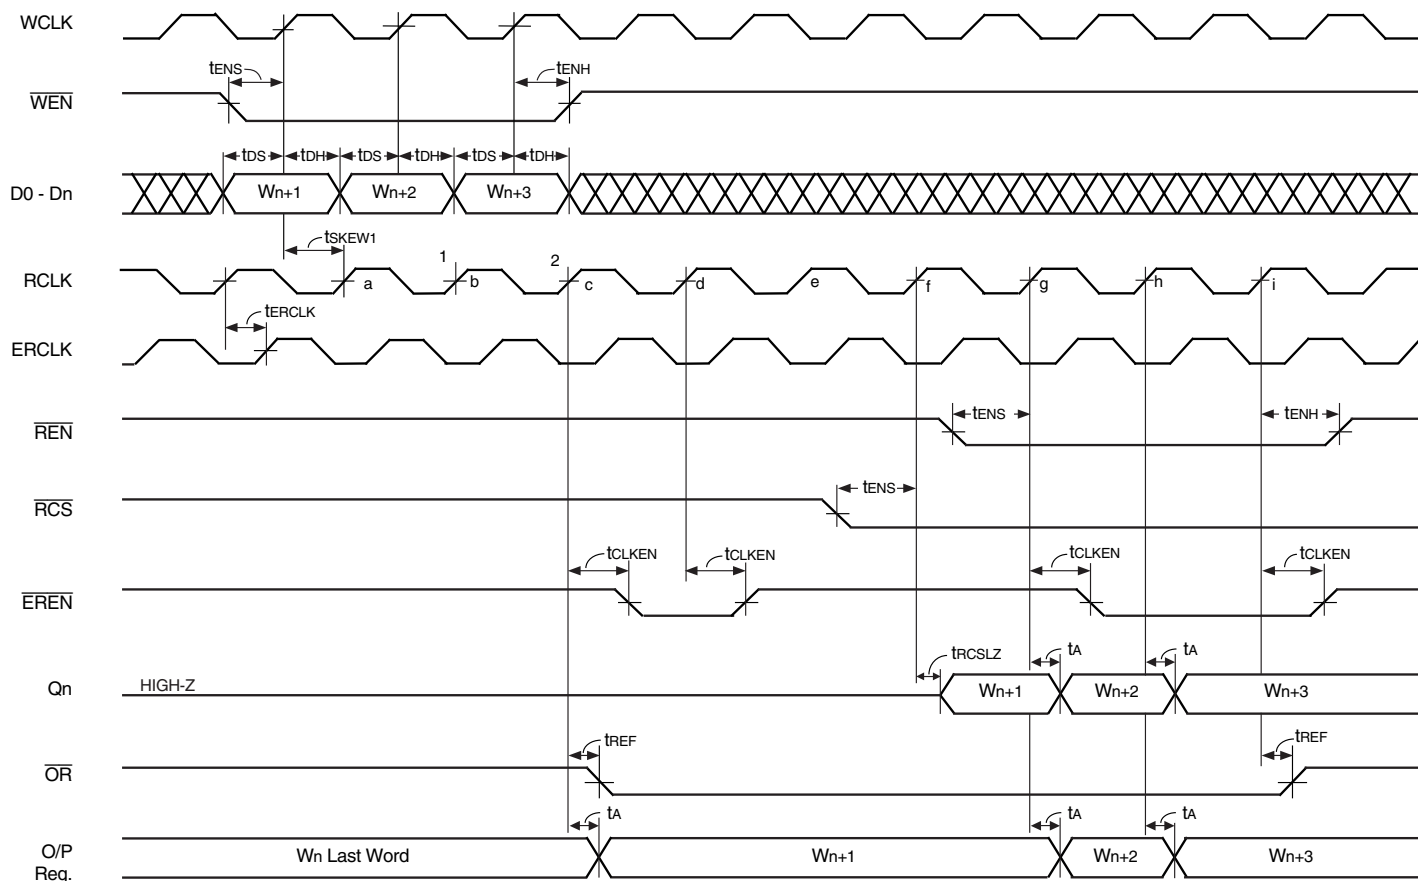 WCLK
tENS
tENH
WEN
tDS tDH tDS tDH tDS tDH
D0 - Dn Wn+1 Wn+2 Wn+3
tSKEW1
1 2
RCLK a b c d e f g h i
tERCLK
ERCLK
tENS tENH
REN
tENS
RCS
tCLKEN tCLKEN tCLKEN tCLKEN
EREN
tRCSLZ tA tA
Qn HIGH-Z Wn+1 Wn+2 Wn+3
tREF tREF
OR
tA tA tA
O/P Wn Last Word Wn+1 Wn+2 Wn+3
Reg.